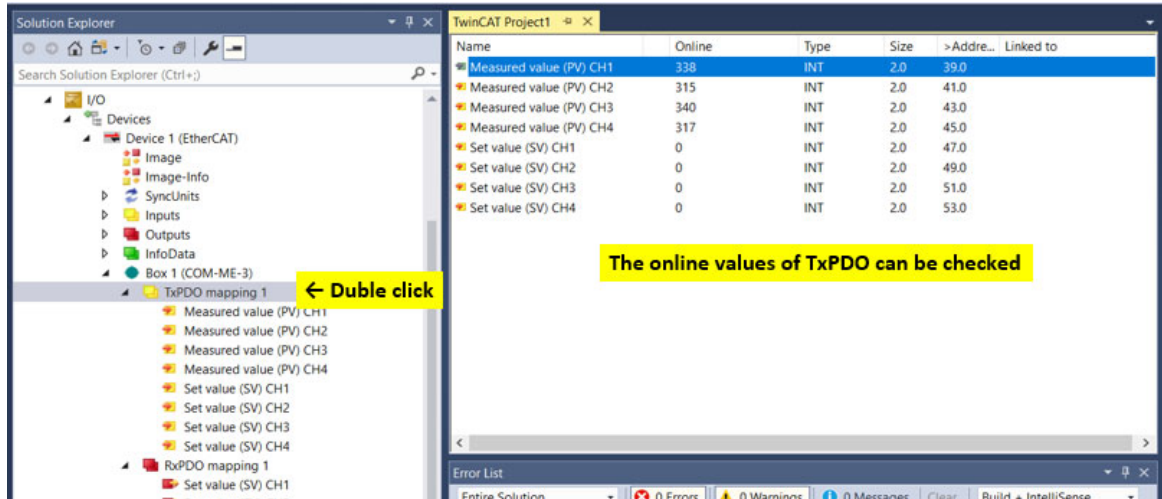 Solution Explorer
Search Solution Explorer (Ctrl+;)
I/O
Devices
Device 1 (EtherCAT)
Image
Image-Info
SyncUnits
Inputs
Outputs
InfoData
Box 1 (COM-ME-3)
TxPDO mapping 1
← Duble click
Measured value (PV) CH1
Measured value (PV) CH2
Measured value (PV) CH3
Measured value (PV) CH4
Set value (SV) CH1
Set value (SV) CH2
Set value (SV) CH3
Set value (SV) CH4
RxPDO mapping 1
Set value (SV) CH1
TwinCAT Project1
Name Online Type Size >Addre... Linked to
Measured value (PV) CH1 338 INT 2.0 39.0
Measured value (PV) CH2 315 INT 2.0 41.0
Measured value (PV) CH3 340 INT 2.0 43.0
Measured value (PV) CH4 317 INT 2.0 45.0
Set value (SV) CH1 0 INT 2.0 47.0
Set value (SV) CH2 0 INT 2.0 49.0
Set value (SV) CH3 0 INT 2.0 51.0
Set value (SV) CH4 0 INT 2.0 53.0
The online values of TxPDO can be checked
Error List
Entire Solution 0 Errors 0 Warnings 0 Messages Clear Build + IntelliSense